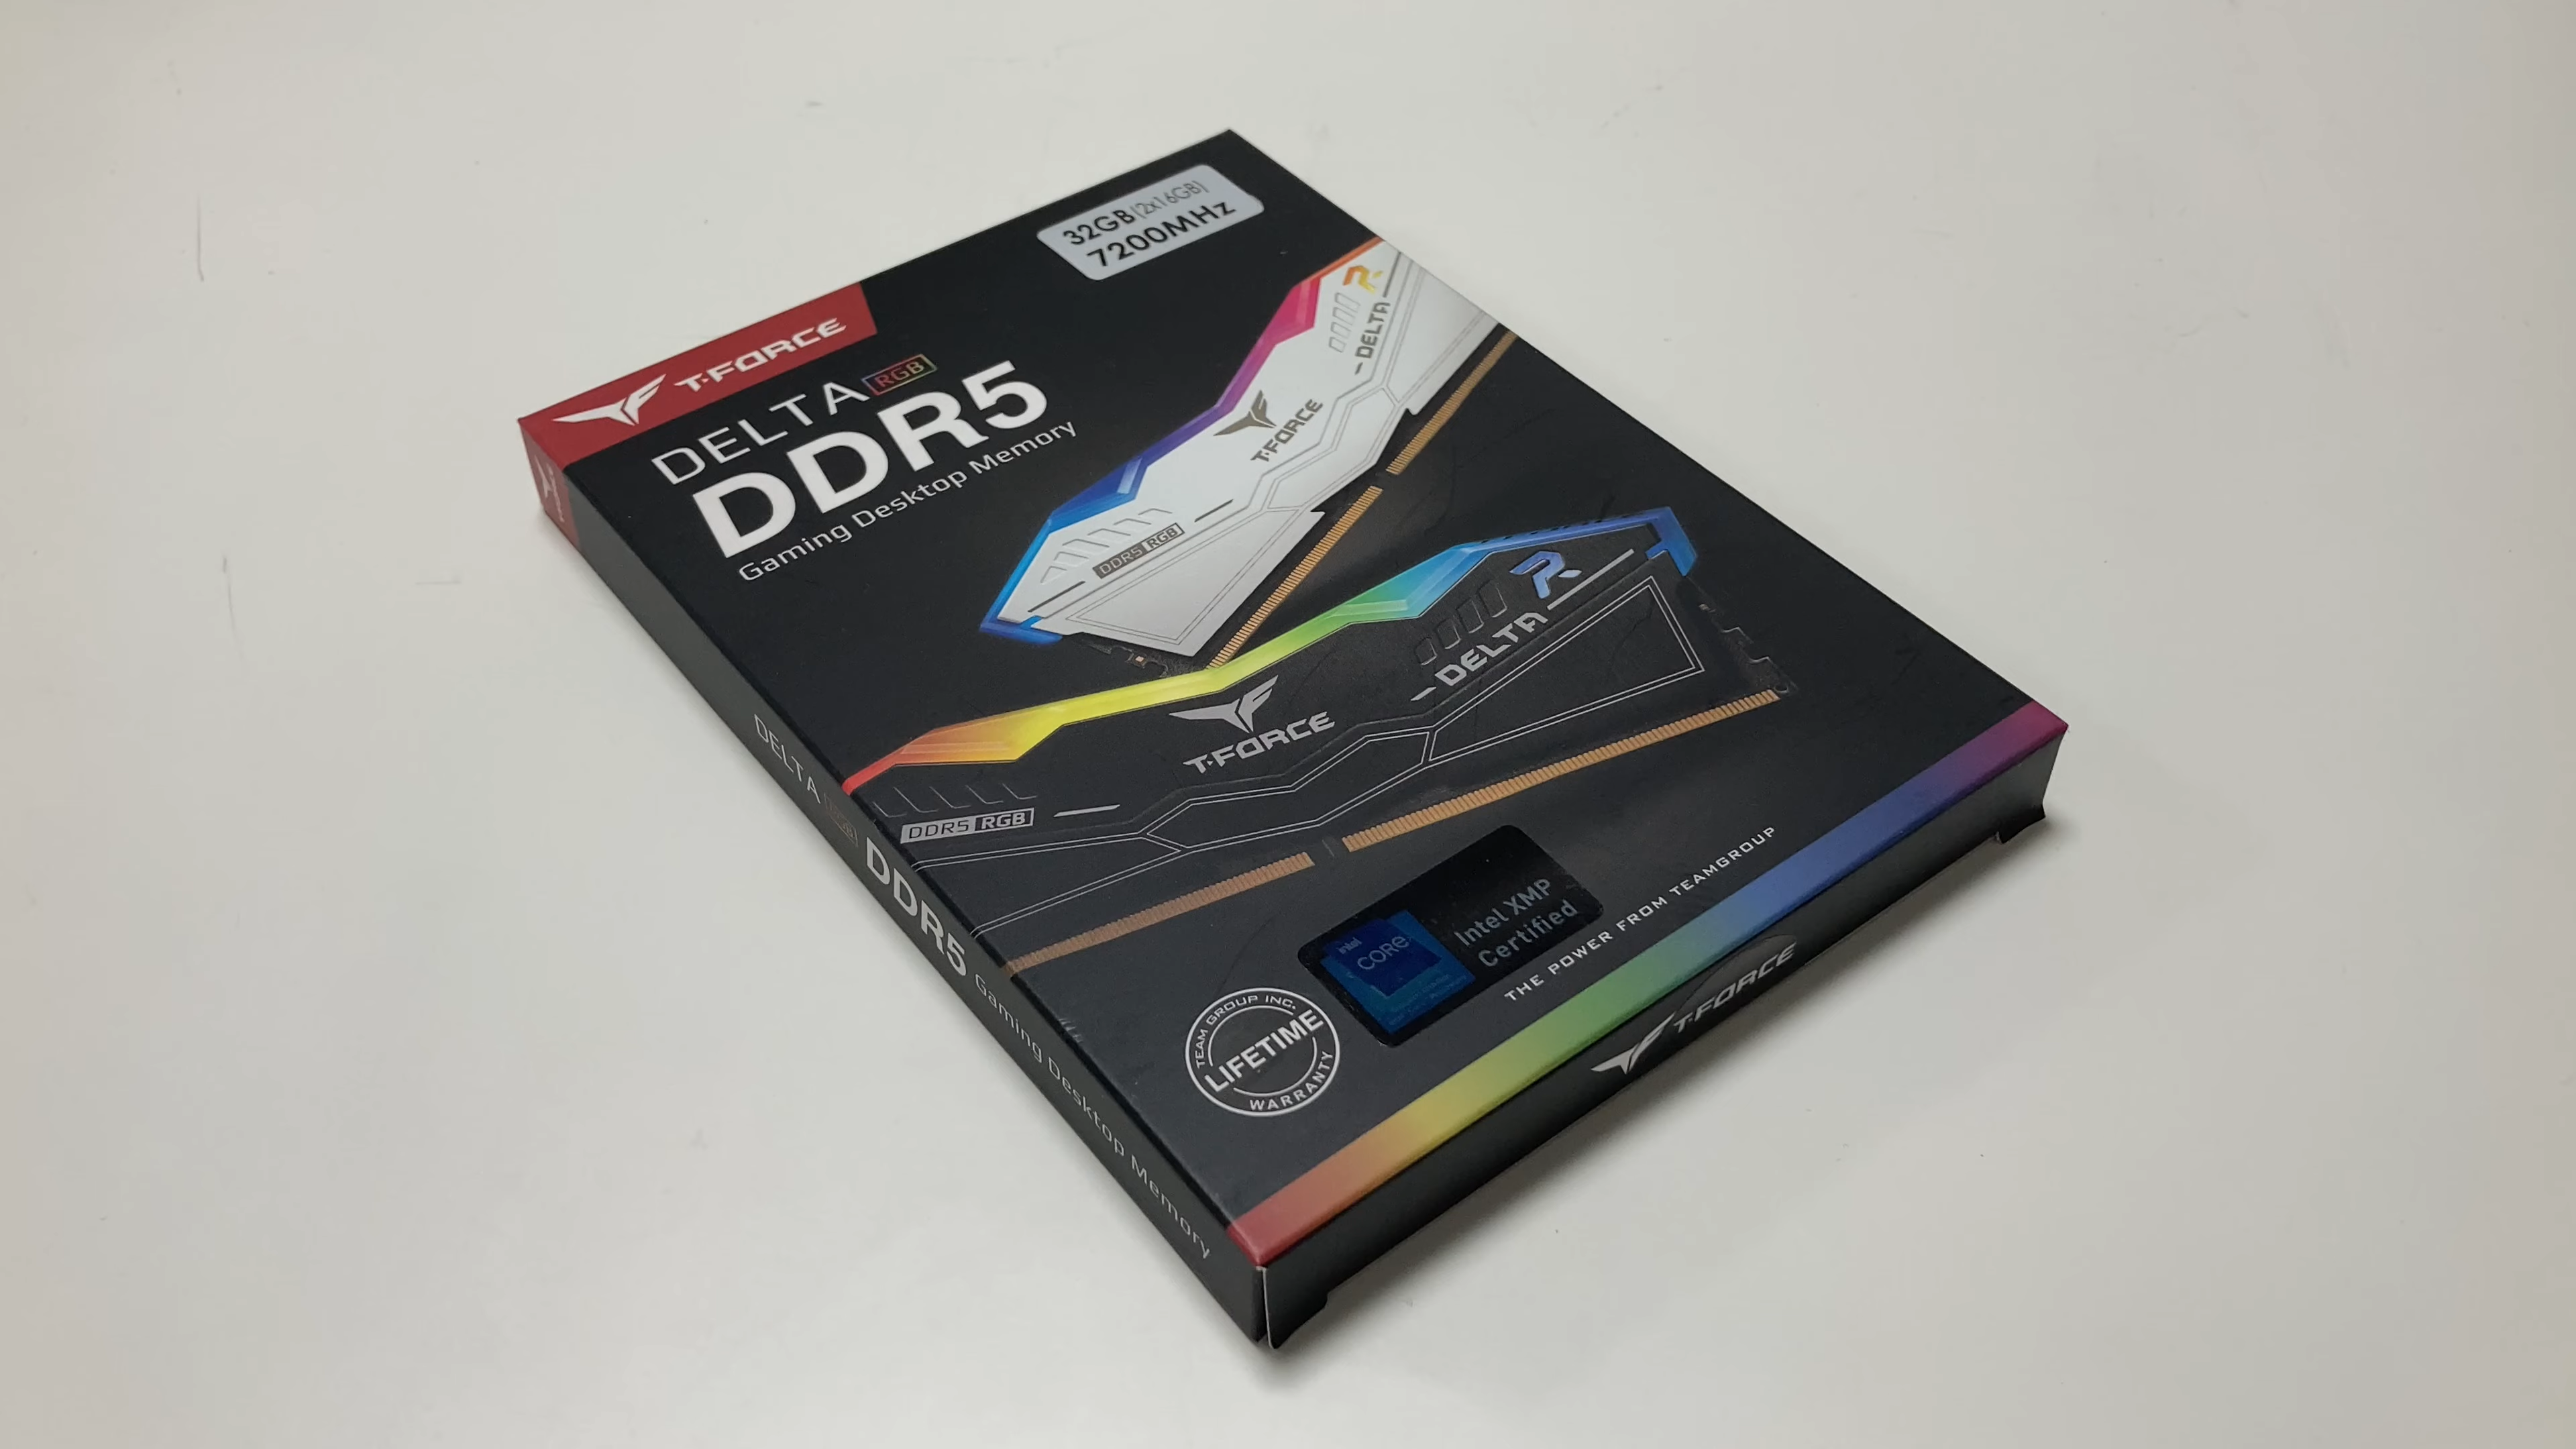 32GB (2x16GB)
7200MHz
T·FORCE
DELTA RGB
DDR5
Gaming Desktop Memory
DELTA
T·FORCE
DDR5 RGB
DELTA
T·FORCE
DDR5 RGB
intel
CORE
Intel XMP
Certified
THE POWER FROM TEAMGROUP
TEAM GROUP INC.
LIFETIME
WARRANTY
T·FORCE
DELTA RGB DDR5 Gaming Desktop Memory